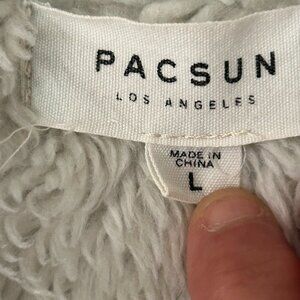 PACSUN
LOS ANGELES
MADE IN
CHINA
L